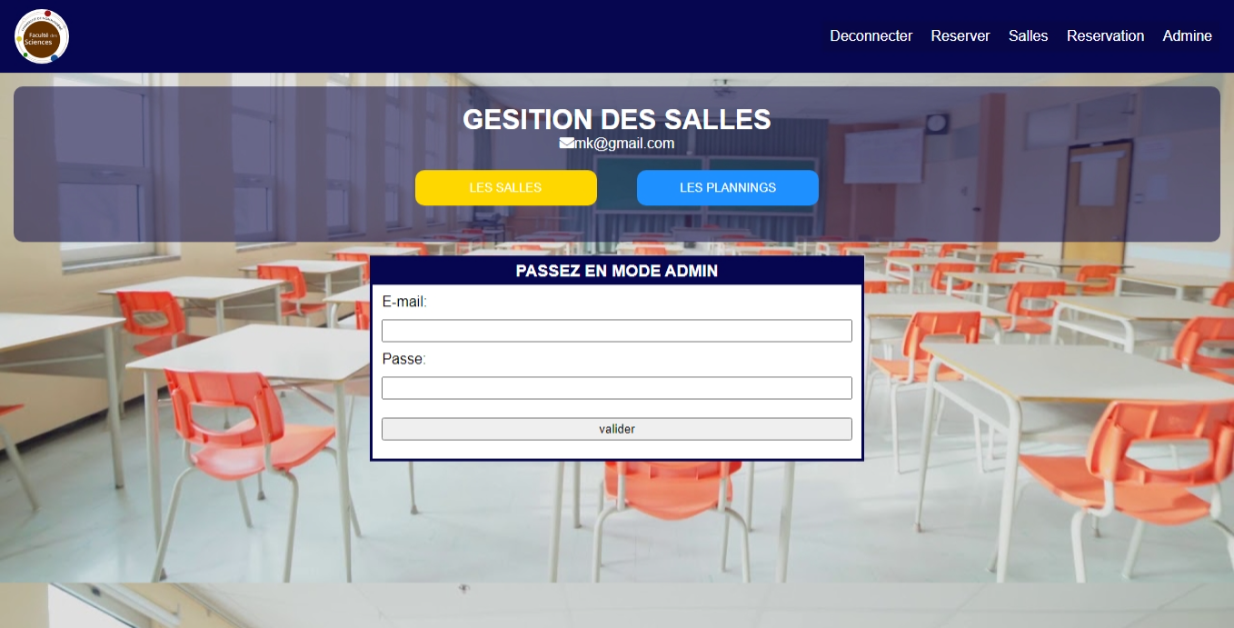 Faculté des
Sciences
Deconnecter Reserver Salles Reservation Admine
GESITION DES SALLES
mk@gmail.com
LES SALLES LES PLANNINGS
PASSEZ EN MODE ADMIN
E-mail:
Passe:
valider